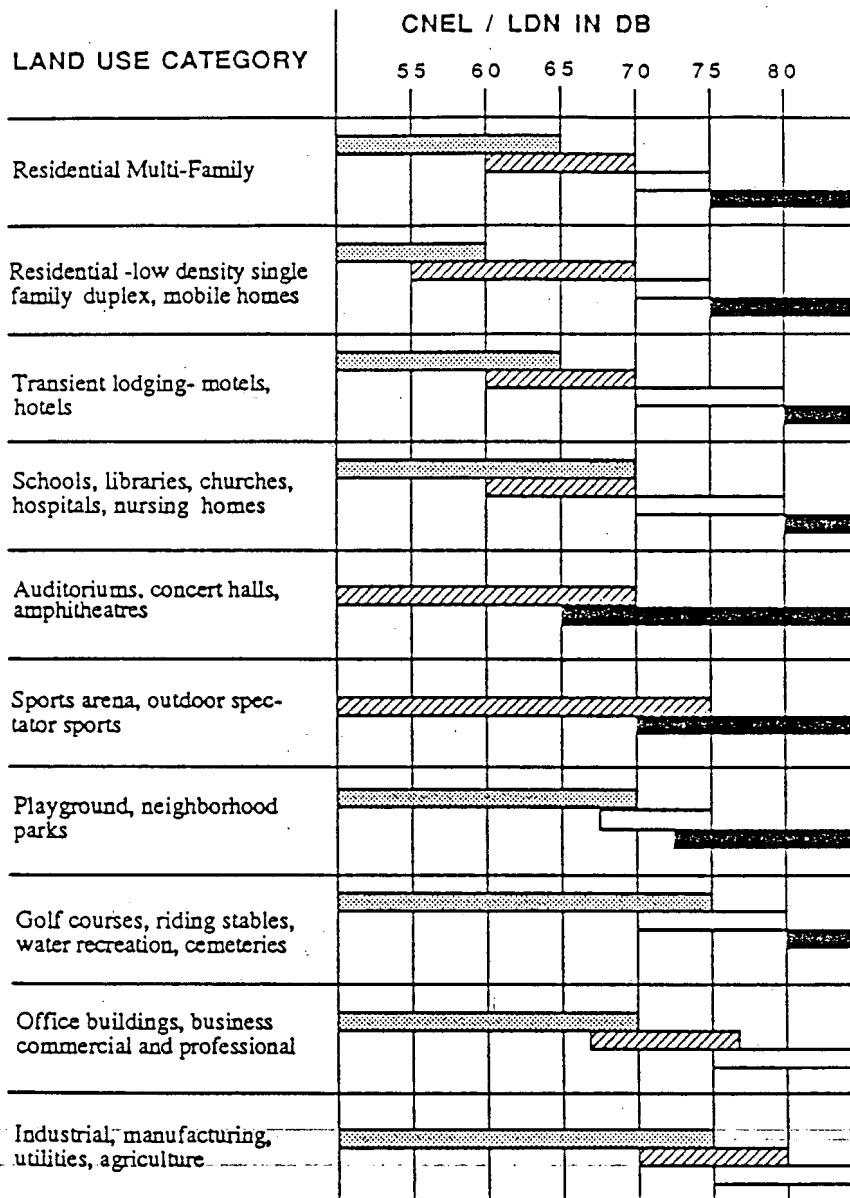 CNEL / LDN IN DB
LAND USE CATEGORY
55 60 65 70 75 80
Residential Multi-Family
Residential -low density single
family duplex, mobile homes
Transient lodging- motels,
hotels
Schools, libraries, churches,
hospitals, nursing homes
Auditoriums, concert halls,
amphitheatres
Sports arena, outdoor spec-
tator sports
Playground, neighborhood
parks
Golf courses, riding stables,
water recreation, cemeteries
Office buildings, business
commercial and professional
Industrial, manufacturing,
utilities, agriculture